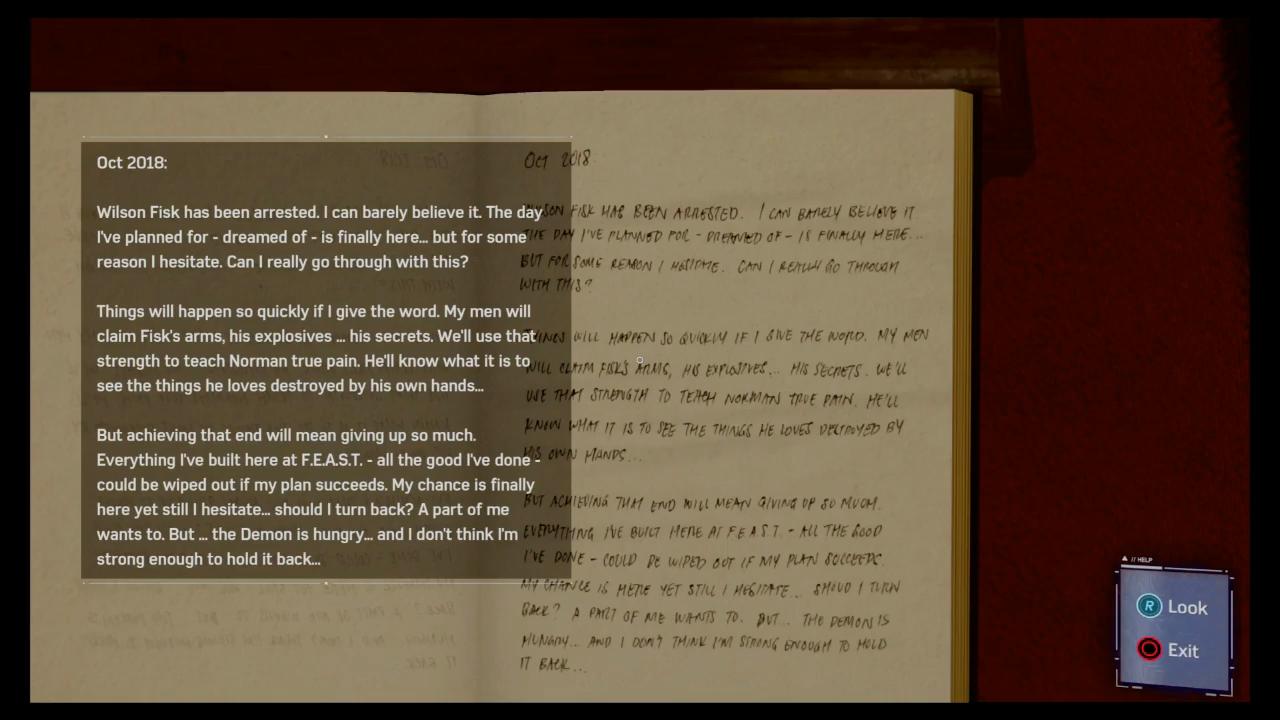 Oct 2018:
Wilson Fisk has been arrested. I can barely believe it. The day
I've planned for - dreamed of - is finally here... but for some
reason I hesitate. Can I really go through with this?
Things will happen so quickly if I give the word. My men will
claim Fisk's arms, his explosives ... his secrets. We'll use that
strength to teach Norman true pain. He'll know what it is to
see the things he loves destroyed by his own hands...
But achieving that end will mean giving up so much.
Everything I've built here at F.E.A.S.T. - all the good I've done -
could be wiped out if my plan succeeds. My chance is finally
here yet still I hesitate... should I turn back? A part of me
wants to. But ... the Demon is hungry... and I don't think I'm
strong enough to hold it back...
OCT 2018
WILSON FISK HAS BEEN ARRESTED. I CAN BARELY BELIEVE IT.
THE DAY I'VE PLANNED FOR - DREAMED OF - IS FINALLY HERE...
BUT FOR SOME REASON I HESITATE. CAN I REALLY GO THROUGH
WITH THIS?
THINGS WILL HAPPEN SO QUICKLY IF I GIVE THE WORD. MY MEN
WILL CLAIM FISK'S ARMS, HIS EXPLOSIVES... HIS SECRETS. WE'LL
USE THAT STRENGTH TO TEACH NORMAN TRUE PAIN. HE'LL
KNOW WHAT IT IS TO SEE THE THINGS HE LOVES DESTROYED BY
HIS OWN HANDS...
BUT ACHIEVING THAT END WILL MEAN GIVING UP SO MUCH.
EVERYTHING I'VE BUILT HERE AT F.E.A.S.T. - ALL THE GOOD
I'VE DONE - COULD BE WIPED OUT IF MY PLAN SUCCEEDS.
MY CHANCE IS HERE YET STILL I HESITATE... SHOULD I TURN
BACK? A PART OF ME WANTS TO. BUT... THE DEMON IS
HUNGRY... AND I DON'T THINK I'M STRONG ENOUGH TO HOLD
IT BACK...
// HELP
R Look
Exit